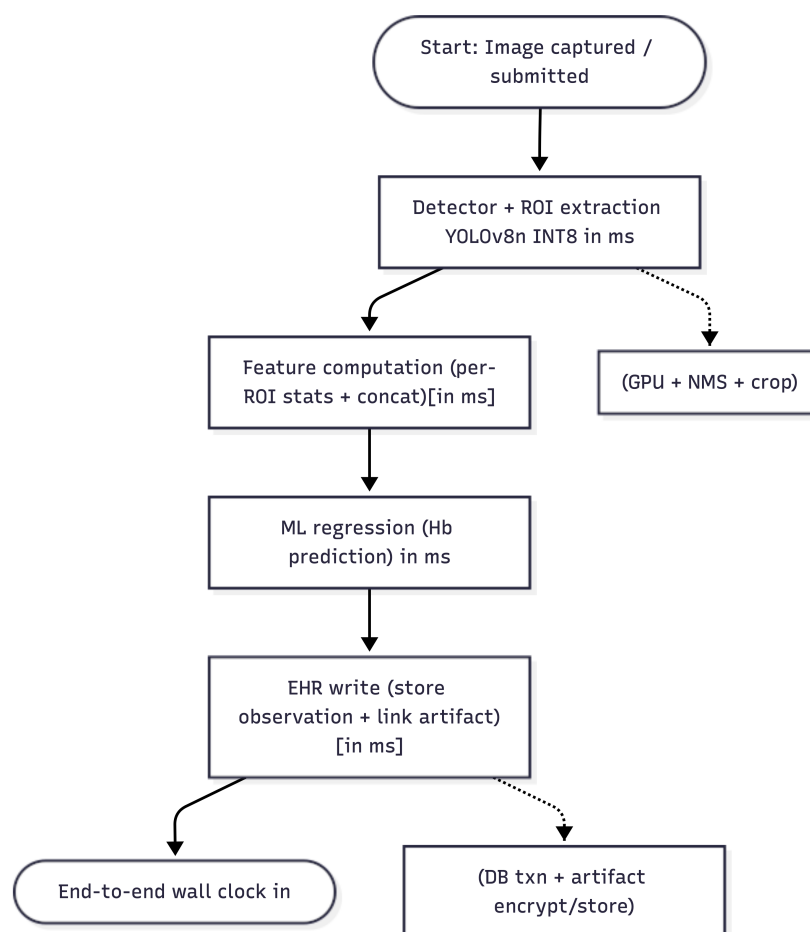 Start: Image captured /
submitted
Detector + ROI extraction
YOLOv8n INT8 in ms
Feature computation (per-
ROI stats + concat)[in ms]
(GPU + NMS + crop)
ML regression (Hb
prediction) in ms
EHR write (store
observation + link artifact)
[in ms]
End-to-end wall clock in
(DB txn + artifact
encrypt/store)